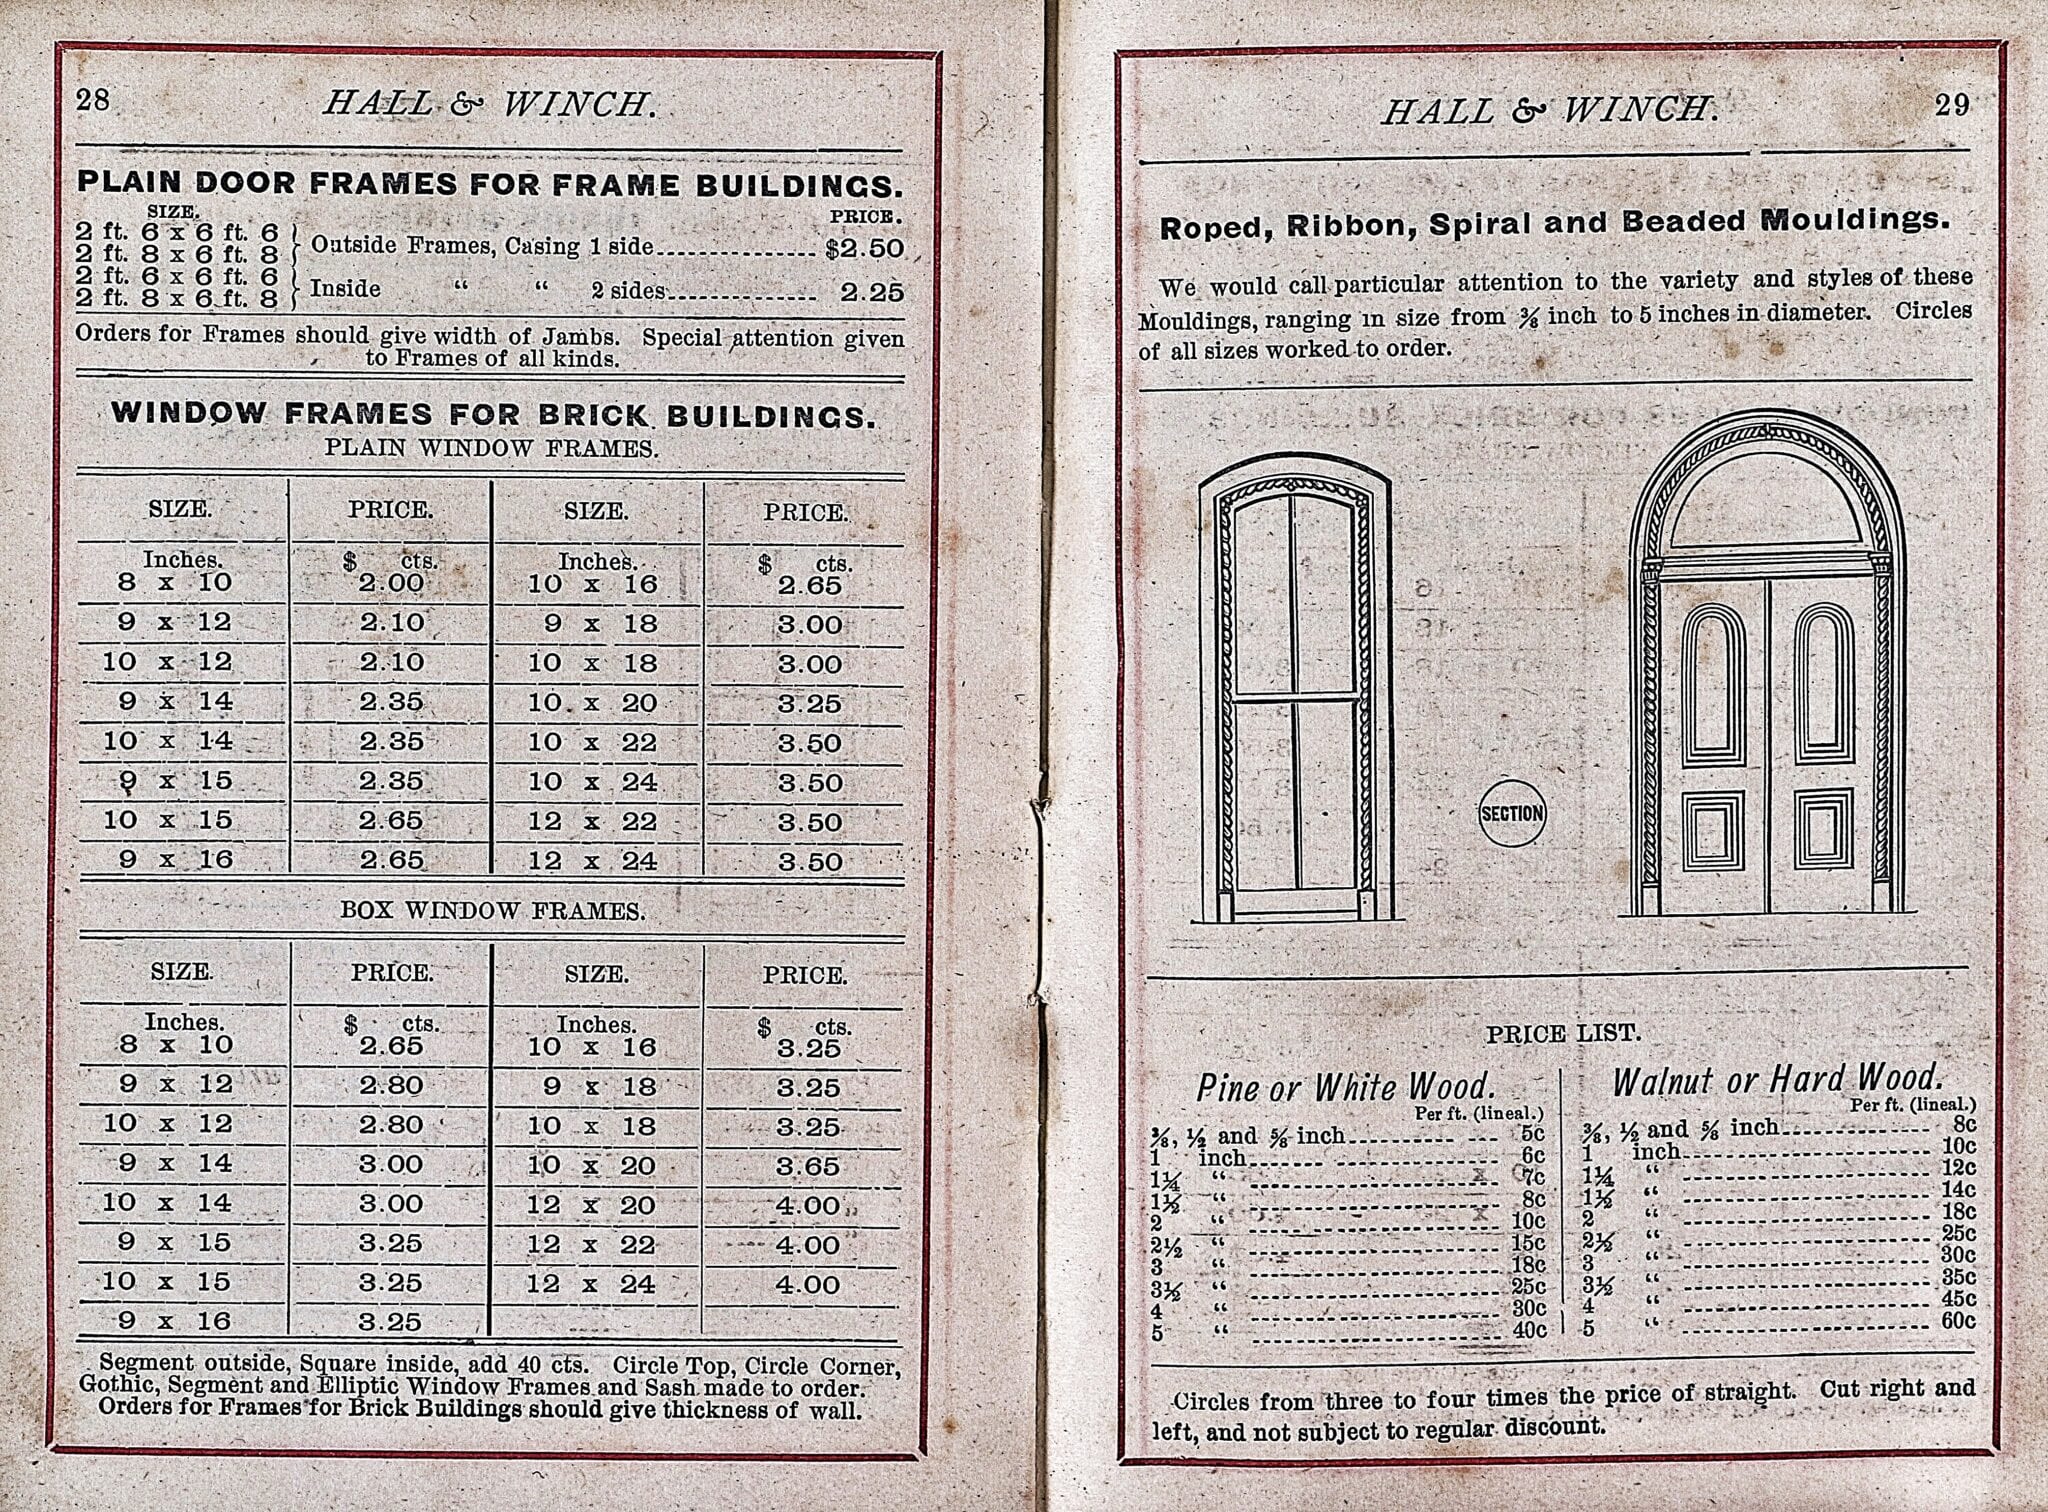 28
HALL & WINCH.
PLAIN DOOR FRAMES FOR FRAME BUILDINGS.
SIZE. PRICE.
2 ft. 6 x 6 ft. 6
2 ft. 8 x 6 ft. 8 } Outside Frames, Casing 1 side............... $2.50
2 ft. 6 x 6 ft. 6
2 ft. 8 x 6 ft. 8 } Inside “ “ 2 sides............... 2.25
Orders for Frames should give width of Jambs. Special attention given
to Frames of all kinds.
WINDOW FRAMES FOR BRICK BUILDINGS.
PLAIN WINDOW FRAMES.
SIZE. PRICE. SIZE. PRICE.
Inches. $ cts. Inches. $ cts.
8 x 10 2.00 10 x 16 2.65
9 x 12 2.10 9 x 18 3.00
10 x 12 2.10 10 x 18 3.00
9 x 14 2.35 10 x 20 3.25
10 x 14 2.35 10 x 22 3.50
9 x 15 2.35 10 x 24 3.50
10 x 15 2.65 12 x 22 3.50
9 x 16 2.65 12 x 24 3.50
BOX WINDOW FRAMES.
SIZE. PRICE. SIZE. PRICE.
Inches. $ cts. Inches. $ cts.
8 x 10 2.65 10 x 16 3.25
9 x 12 2.80 9 x 18 3.25
10 x 12 2.80 10 x 18 3.25
9 x 14 3.00 10 x 20 3.65
10 x 14 3.00 12 x 20 4.00
9 x 15 3.25 12 x 22 4.00
10 x 15 3.25 12 x 24 4.00
9 x 16 3.25
Segment outside, Square inside, add 40 cts. Circle Top, Circle Corner,
Gothic, Segment and Elliptic Window Frames and Sash made to order.
Orders for Frames for Brick Buildings should give thickness of wall.
HALL & WINCH.
29
Roped, Ribbon, Spiral and Beaded Mouldings.
We would call particular attention to the variety and styles of these
Mouldings, ranging in size from ⅜ inch to 5 inches in diameter. Circles
of all sizes worked to order.
SECTION
PRICE LIST.
Pine or White Wood.
Per ft. (lineal.)
⅜, ½ and ⅝ inch............... 5c
1 inch............... 6c
1¼ “ ............... 7c
1½ “ ............... 8c
2 “ ............... 10c
2½ “ ............... 15c
3 “ ............... 18c
3½ “ ............... 25c
4 “ ............... 30c
5 “ ............... 40c
Walnut or Hard Wood.
Per ft. (lineal.)
⅜, ½ and ⅝ inch............... 8c
1 inch............... 10c
1¼ “ ............... 12c
1½ “ ............... 14c
2 “ ............... 18c
2½ “ ............... 25c
3 “ ............... 30c
3½ “ ............... 35c
4 “ ............... 45c
5 “ ............... 60c
Circles from three to four times the price of straight. Cut right and
left, and not subject to regular discount.